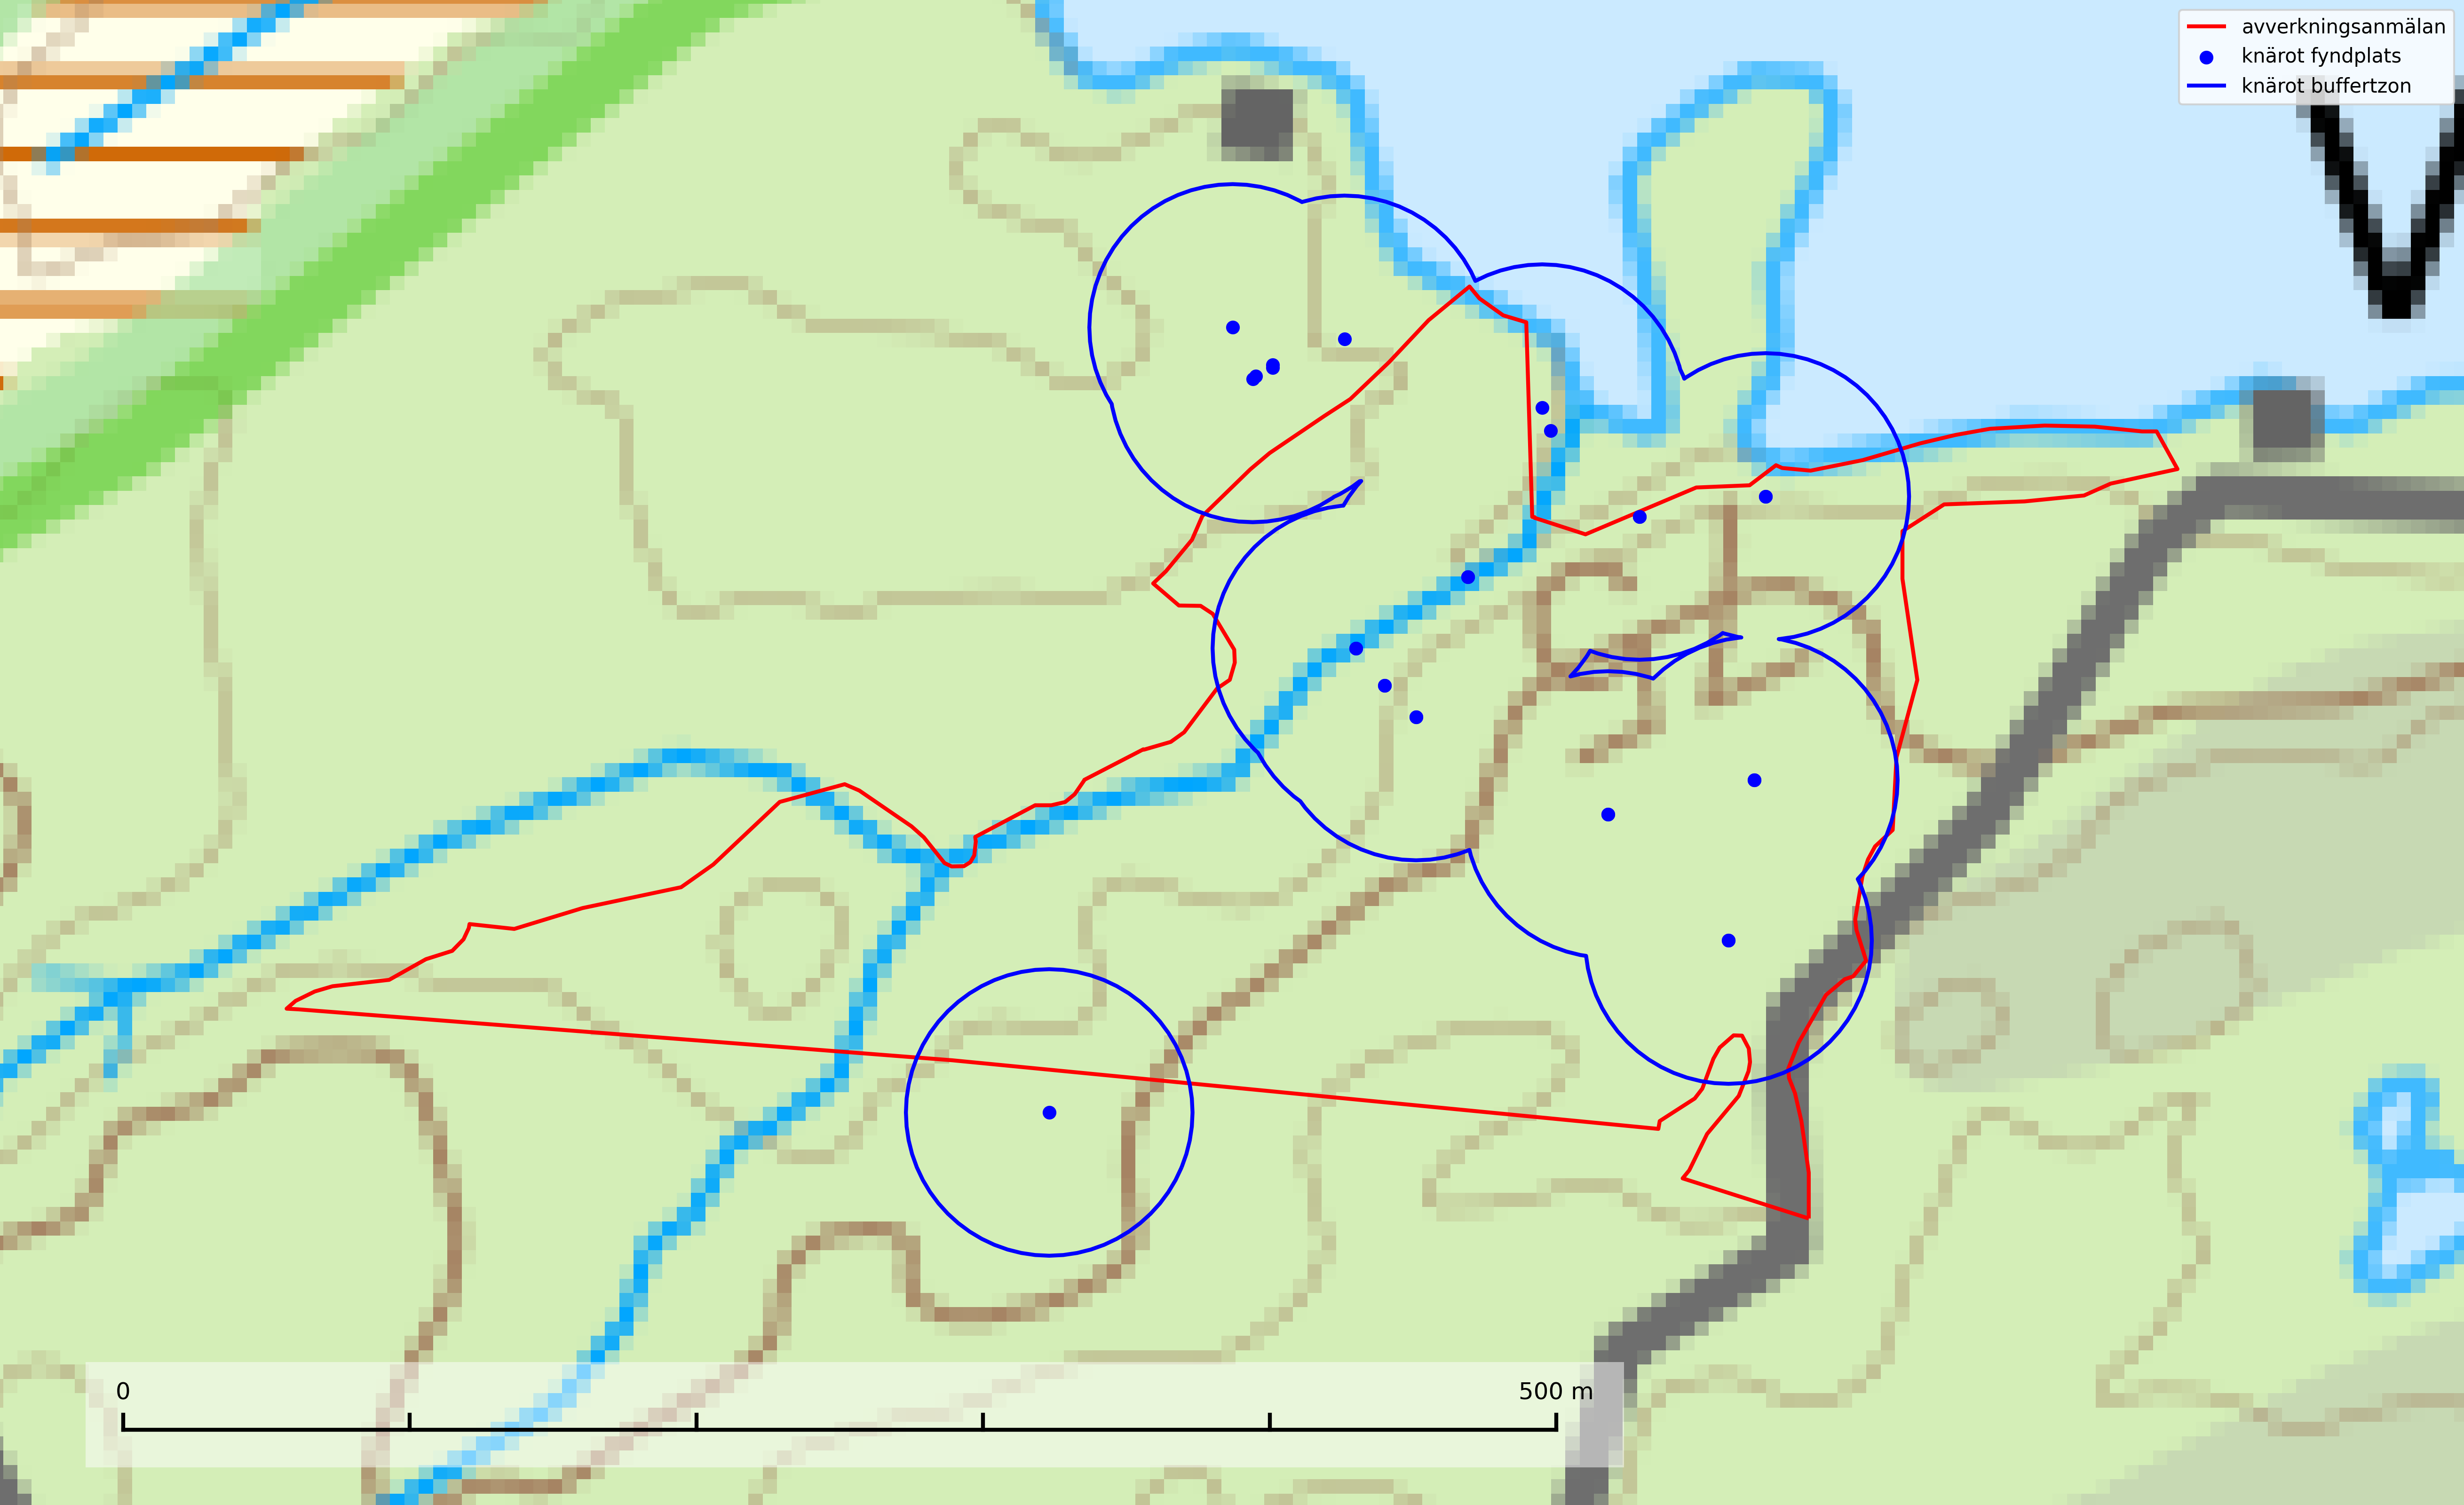 avverkningsanmälan
knärot fyndplats
knärot buffertzon
V
0 500 m